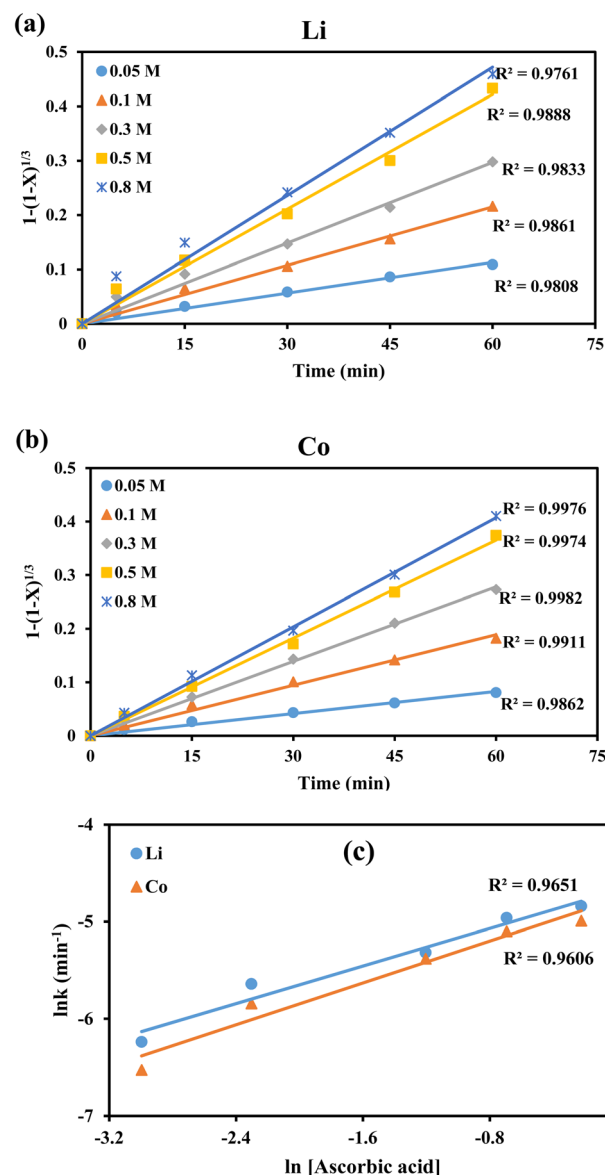 (a)
Li
0.5
0.4
0.3
0.2
0.1
0
0.05 M
0.1 M
0.3 M
0.5 M
0.8 M
R² = 0.9761
R² = 0.9888
R² = 0.9833
R² = 0.9861
R² = 0.9808
1-(1-X)^1/3
0 15 30 45 60 75
Time (min)
(b)
Co
0.5
0.4
0.3
0.2
0.1
0
0.05 M
0.1 M
0.3 M
0.5 M
0.8 M
R² = 0.9976
R² = 0.9974
R² = 0.9982
R² = 0.9911
R² = 0.9862
1-(1-X)^1/3
0 15 30 45 60 75
Time (min)
(c)
-4
-5
-6
-7
Li
Co
R² = 0.9651
R² = 0.9606
lnk (min⁻¹)
-3.2 -2.4 -1.6 -0.8
ln [Ascorbic acid]